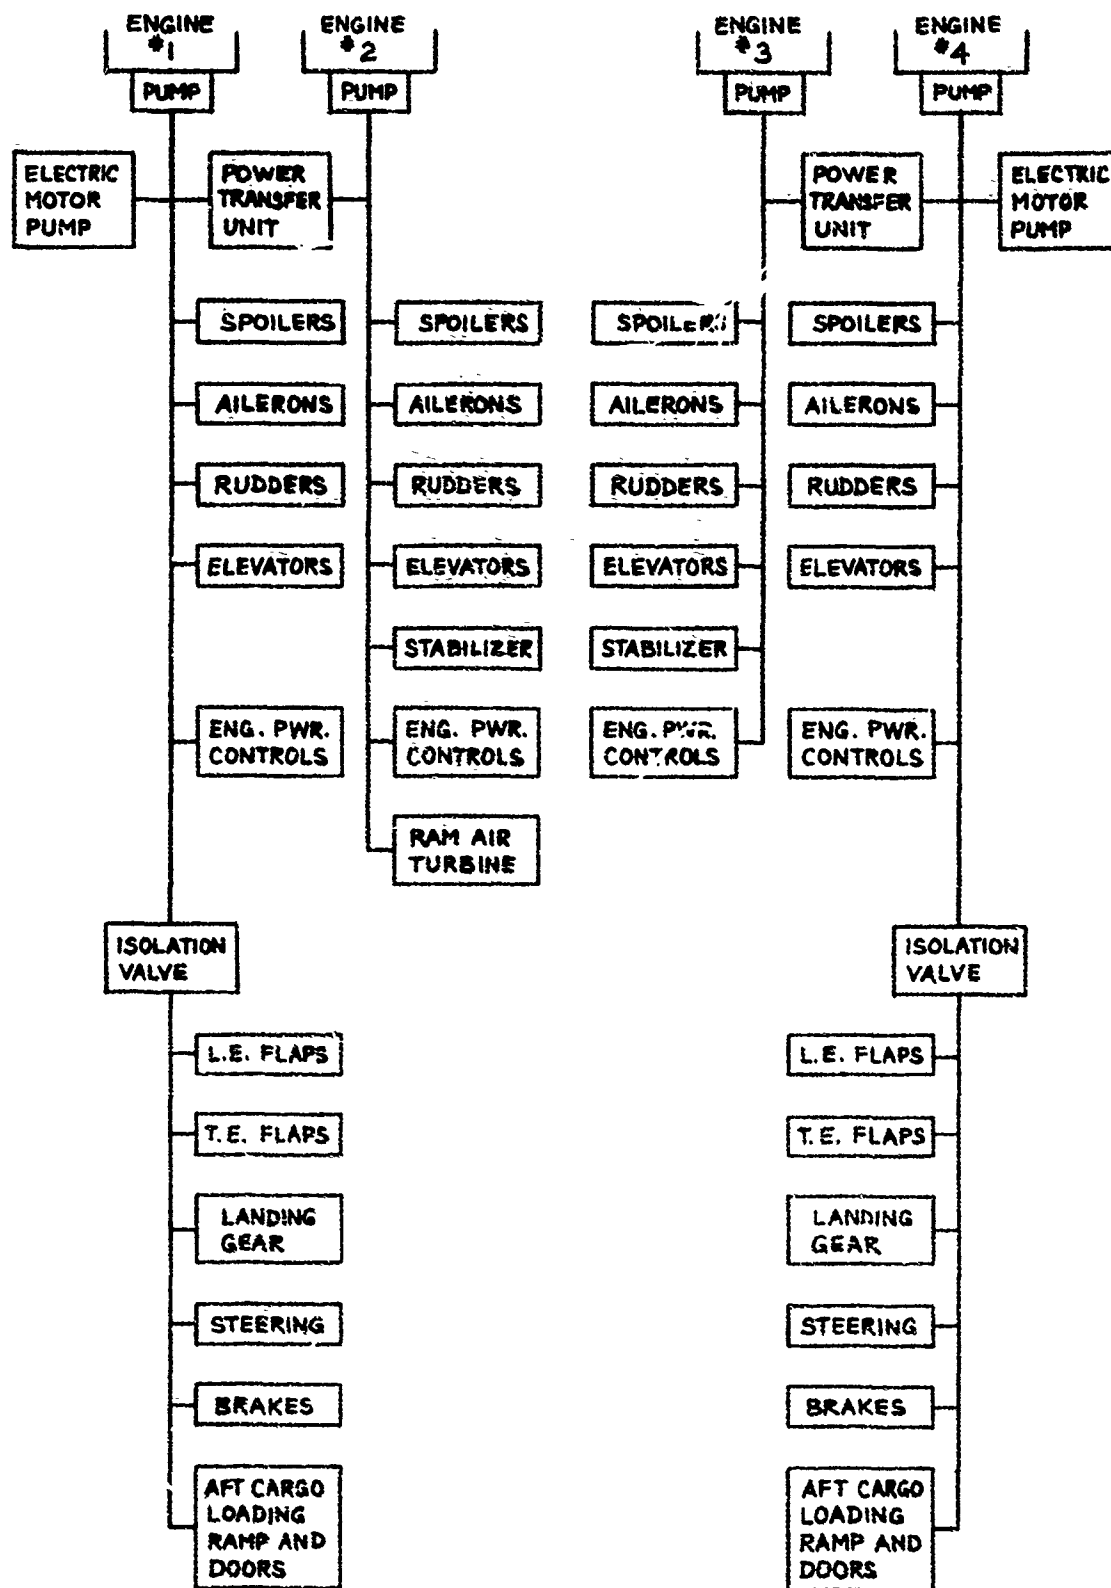 ENGINE
#1
PUMP
ENGINE
#2
PUMP
ENGINE
#3
PUMP
ENGINE
#4
PUMP
ELECTRIC
MOTOR
PUMP
POWER
TRANSFER
UNIT
POWER
TRANSFER
UNIT
ELECTRIC
MOTOR
PUMP
SPOILERS
SPOILERS
SPOILERS
SPOILERS
AILERONS
AILERONS
AILERONS
AILERONS
RUDDERS
RUDDERS
RUDDERS
RUDDERS
ELEVATORS
ELEVATORS
ELEVATORS
ELEVATORS
STABILIZER
STABILIZER
ENG. PWR.
CONTROLS
ENG. PWR.
CONTROLS
ENG. PWR.
CONTROLS
ENG. PWR.
CONTROLS
RAM AIR
TURBINE
ISOLATION
VALVE
ISOLATION
VALVE
L.E. FLAPS
L.E. FLAPS
T.E. FLAPS
T.E. FLAPS
LANDING
GEAR
LANDING
GEAR
STEERING
STEERING
BRAKES
BRAKES
AFT CARGO
LOADING
RAMP AND
DOORS
AFT CARGO
LOADING
RAMP AND
DOORS